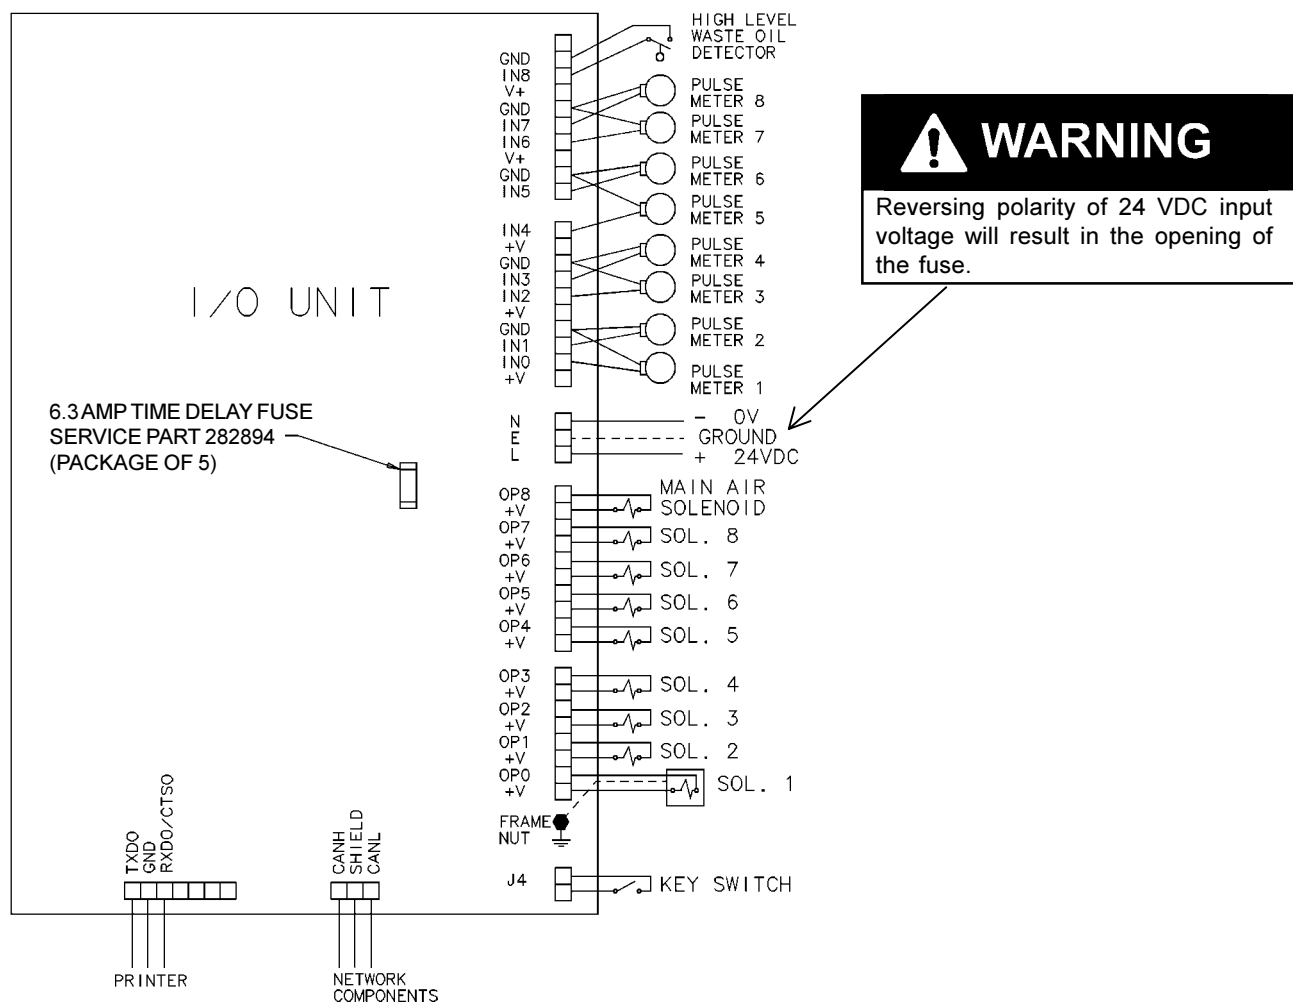 HIGH LEVEL
WASTE OIL
DETECTOR
GND
IN8
V+
GND
IN7
IN6
V+
GND
IN5
PULSE
METER 8
PULSE
METER 7
PULSE
METER 6
PULSE
METER 5
IN4
+V
GND
IN3
IN2
+V
GND
IN1
IN0
+V
PULSE
METER 4
PULSE
METER 3
PULSE
METER 2
PULSE
METER 1
WARNING
Reversing polarity of 24 VDC input
voltage will result in the opening of
the fuse.
I/O UNIT
6.3 AMP TIME DELAY FUSE
SERVICE PART 282894
(PACKAGE OF 5)
N
E
L
- 0V
GROUND
+ 24VDC
OP8
+V
OP7
+V
OP6
+V
OP5
+V
OP4
+V
MAIN AIR
SOLENOID
SOL. 8
SOL. 7
SOL. 6
SOL. 5
OP3
+V
OP2
+V
OP1
+V
OP0
+V
SOL. 4
SOL. 3
SOL. 2
SOL. 1
FRAME
NUT
J4
KEY SWITCH
TXDO
GND
RXDO/CTSO
CANH
SHIELD
CANL
PRINTER
NETWORK
COMPONENTS